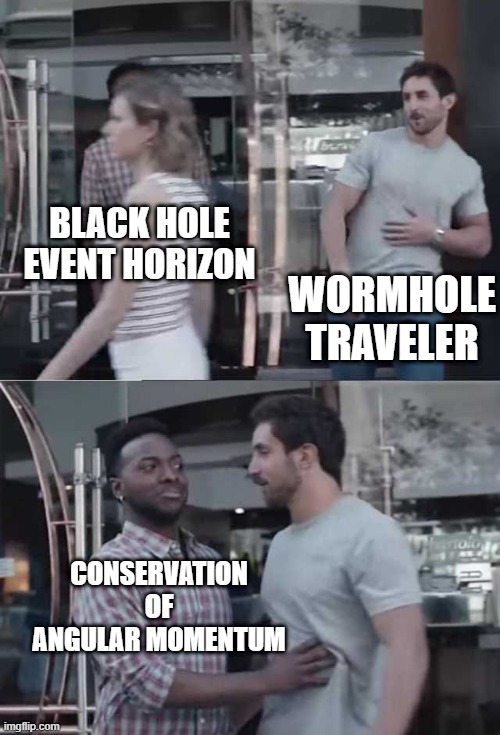 BLACK HOLE
EVENT HORIZON
WORMHOLE
TRAVELER
CONSERVATION
OF
ANGULAR MOMENTUM
imgflip.com